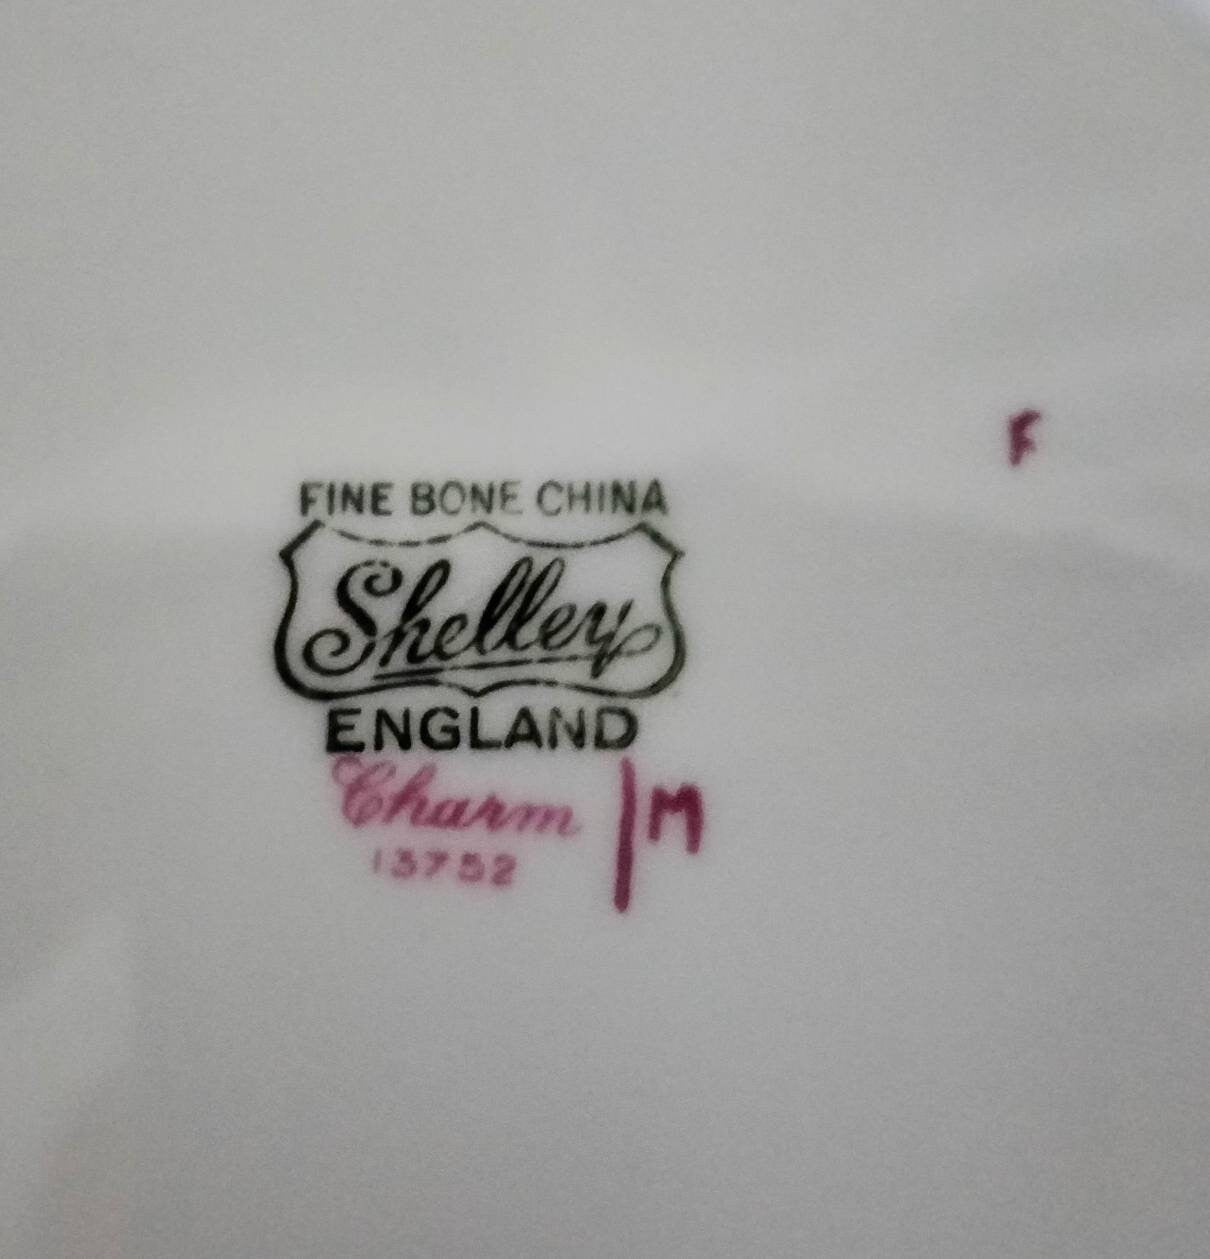 F
FINE BONE CHINA
Shelley
ENGLAND
Charm
13752
/M